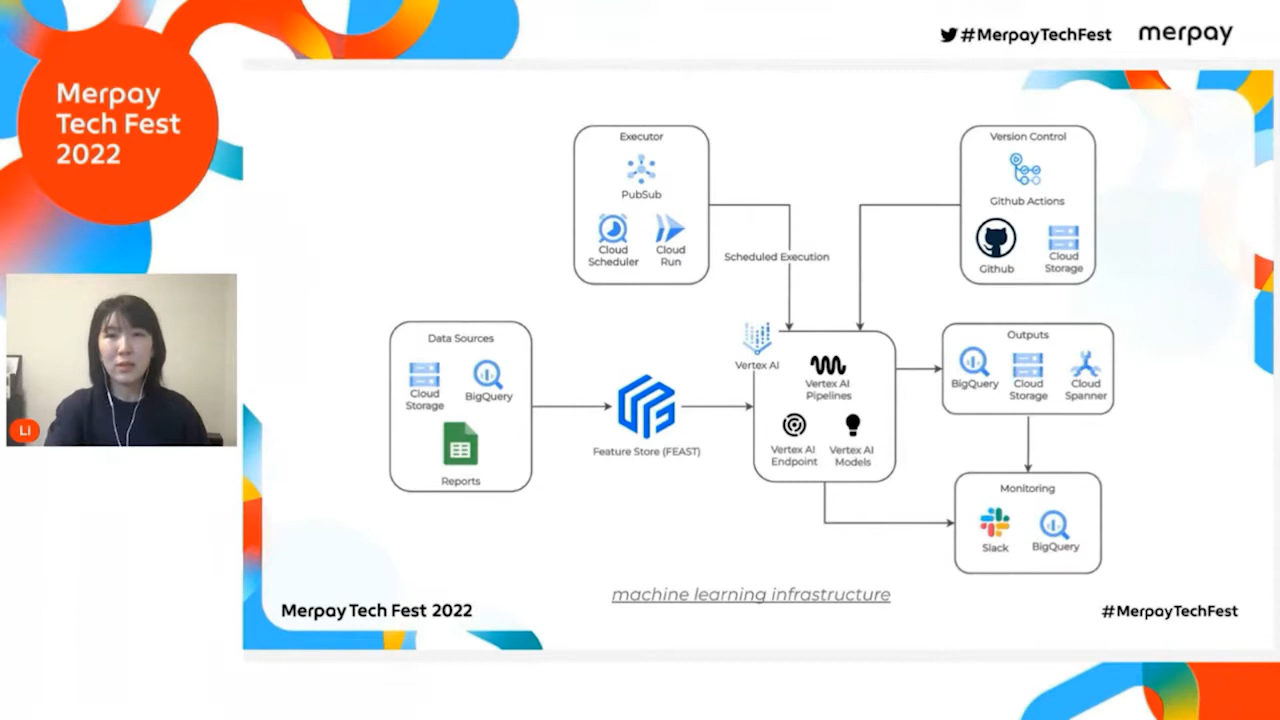 #MerpayTechFest
merpay
Merpay
Tech Fest
2022
LI
Executor
PubSub
Cloud
Scheduler
Cloud
Run
Version Control
Github Actions
Github
Cloud
Storage
Scheduled Execution
Data Sources
Cloud
Storage
BigQuery
Reports
Feature Store (FEAST)
Vertex AI
Vertex AI
Pipelines
Vertex AI
Endpoint
Vertex AI
Models
Outputs
BigQuery
Cloud
Storage
Cloud
Spanner
Monitoring
Slack
BigQuery
machine learning infrastructure
Merpay Tech Fest 2022
#MerpayTechFest